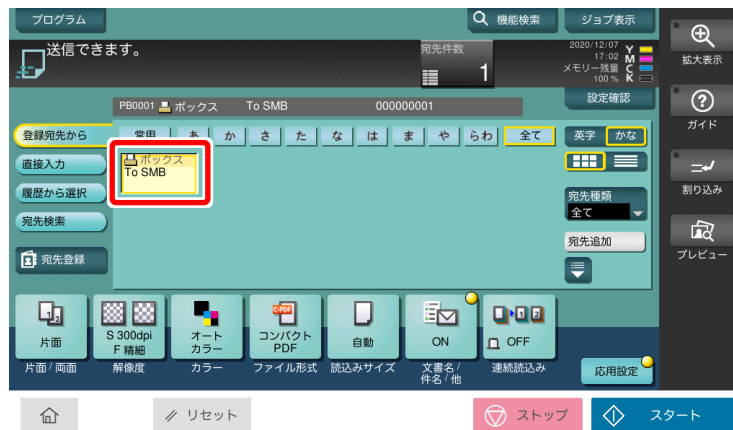 プログラム
機能検索
ジョブ表示
送信できます。
宛先件数
1
2020/12/07
17:02
メモリー残量
100 %
Y
M
C
K
拡大表示
PB0001 ボックス To SMB 000000001
設定確認
ガイド
登録宛先から
常用 あ か さ た な は ま や らわ 全て
英字 かな
直接入力
ボックス
To SMB
割り込み
履歴から選択
宛先種類
全て
宛先検索
宛先追加
プレビュー
宛先登録
片面
片面/両面
S 300dpi
F 精細
解像度
オート
カラー
カラー
コンパクト
PDF
ファイル形式
自動
読込みサイズ
ON
文書名/
件名/他
OFF
連続読込み
応用設定
リセット
ストップ
スタート